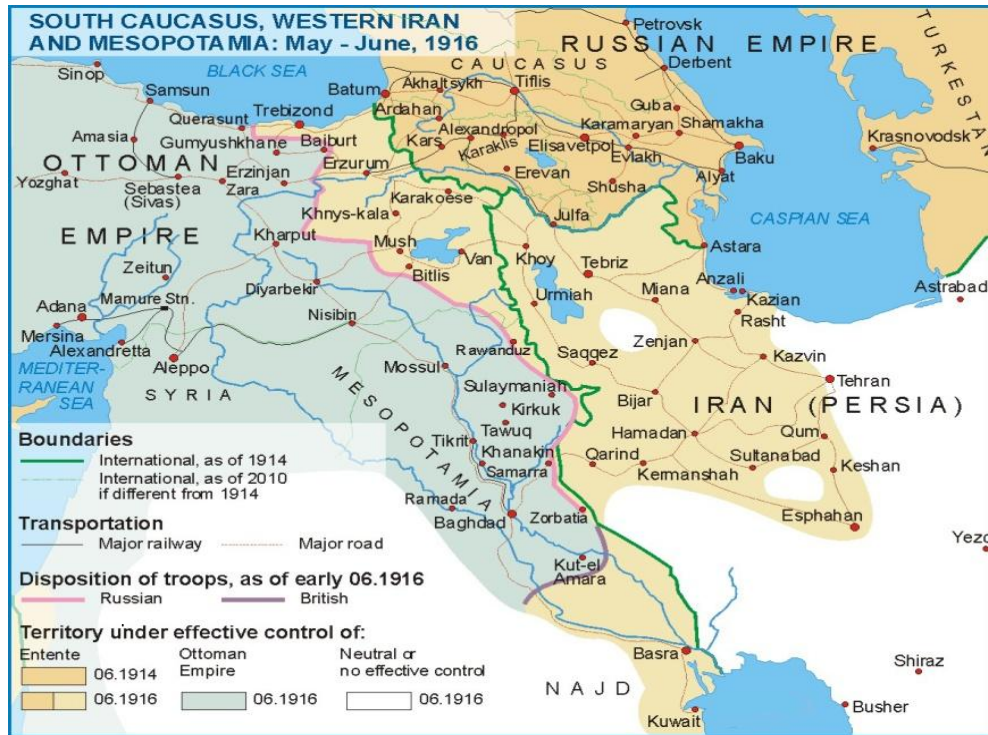 SOUTH CAUCASUS, WESTERN IRAN
AND MESOPOTAMIA: May - June, 1916
Petrovsk
RUSSIAN EMPIRE
TURKESTAN
Sinop
BLACK SEA
CAUCASUS
Derbent
Samsun
Batum
Akhaltsykh
Tiflis
Ardahan
Guba
Querasunt
Trebizond
Amasia
Gumyushkhane
Baiburt
Kars
Alexandropol
Karaklis
Karamaryan
Shamakha
Elisavetpol
Evlakh
Krasnovodsk
OTTOMAN
Baku
Yozghat
Sebastea
(Sivas)
Zara
Erzinjan
Erzurum
Erevan
Shusha
Alyat
Karakoese
Khnys-kala
Julfa
CASPIAN SEA
EMPIRE
Kharput
Mush
Van
Khoy
Astara
Zeitun
Bitlis
Tebriz
Anzali
Astrabad
Diyarbekir
Adana
Mamure Stn.
Urmiah
Miana
Kazian
Rasht
Mersina
Nisibin
Zenjan
Alexandretta
Aleppo
Rawanduz
Saqqez
Kazvin
MEDITER-
RANEAN
SEA
SYRIA
Mossul
Sulaymaniah
Tehran
MESOPOTAMIA
Kirkuk
Bijar
IRAN (PERSIA)
Tawuq
Tikrit
Hamadan
Qum
Khanakin
Samarra
Qarind
Kermanshah
Sultanabad
Keshan
Ramada
Baghdad
Zorbatia
Esphahan
Yezd
Kut-el
Amara
Basra
Shiraz
NAJD
Kuwait
Busher
Boundaries
International, as of 1914
International, as of 2010
if different from 1914
Transportation
Major railway
Major road
Disposition of troops, as of early 06.1916
Russian
British
Territory under effective control of:
Entente
Ottoman
Empire
Neutral or
no effective control
06.1914
06.1916
06.1916
06.1916